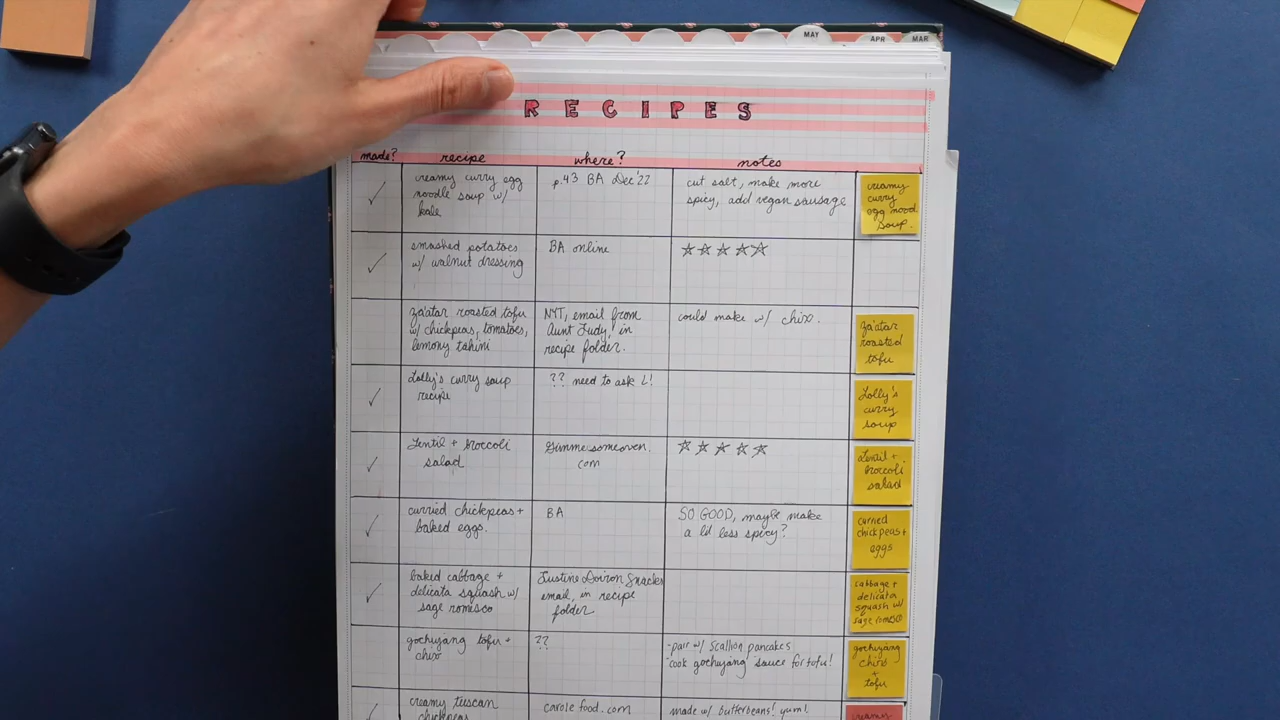 MAY
APR
MAR
RECIPES
made?
recipe
where?
notes
creamy curry egg
noodle soup w/
kale
p.43 BA Dec'22
cut salt, make more
spicy, add vegan sausage
creamy
curry
egg nood
soup.
smashed potatoes
w/ walnut dressing
BA online
za'atar roasted tofu
w/ chickpeas, tomatoes,
lemony tahini
NYT, email from
Aunt Judy, in
recipe folder.
could make w/ chix.
za'atar
roasted
tofu
Lolly's curry soup
recipe
?? need to ask L!
Lolly's
curry
soup
Lentil + broccoli
salad
Gimmesomeoven.
com
Lentil +
broccoli
salad
curried chickpeas +
baked eggs.
BA
SO GOOD, maybe make
a lil less spicy?
curried
chickpeas +
eggs
baked cabbage +
delicata squash w/
sage romesco
Justine Doiron Snacks
email, in recipe
folder
cabbage +
delicata
squash w/
sage romesco
gochujang tofu +
chix
??
-pair w/ scallion pancakes
-cook gochujang sauce for tofu!
gochujang
chix
+
tofu
creamy tuscan
chickpeas
carole food.com
made w/ butterbeans! yum!
creamy